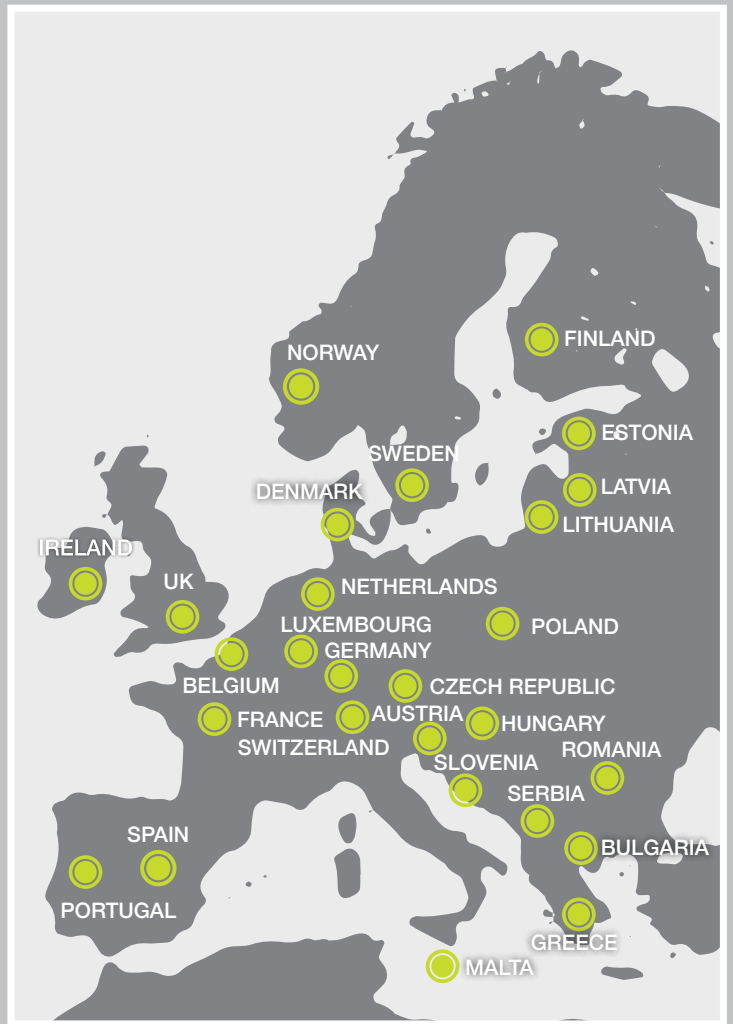 FINLAND
NORWAY
ESTONIA
SWEDEN
LATVIA
DENMARK
LITHUANIA
IRELAND
UK
NETHERLANDS
LUXEMBOURG
POLAND
GERMANY
BELGIUM
CZECH REPUBLIC
AUSTRIA
FRANCE
HUNGARY
SWITZERLAND
ROMANIA
SLOVENIA
SERBIA
SPAIN
BULGARIA
PORTUGAL
GREECE
MALTA